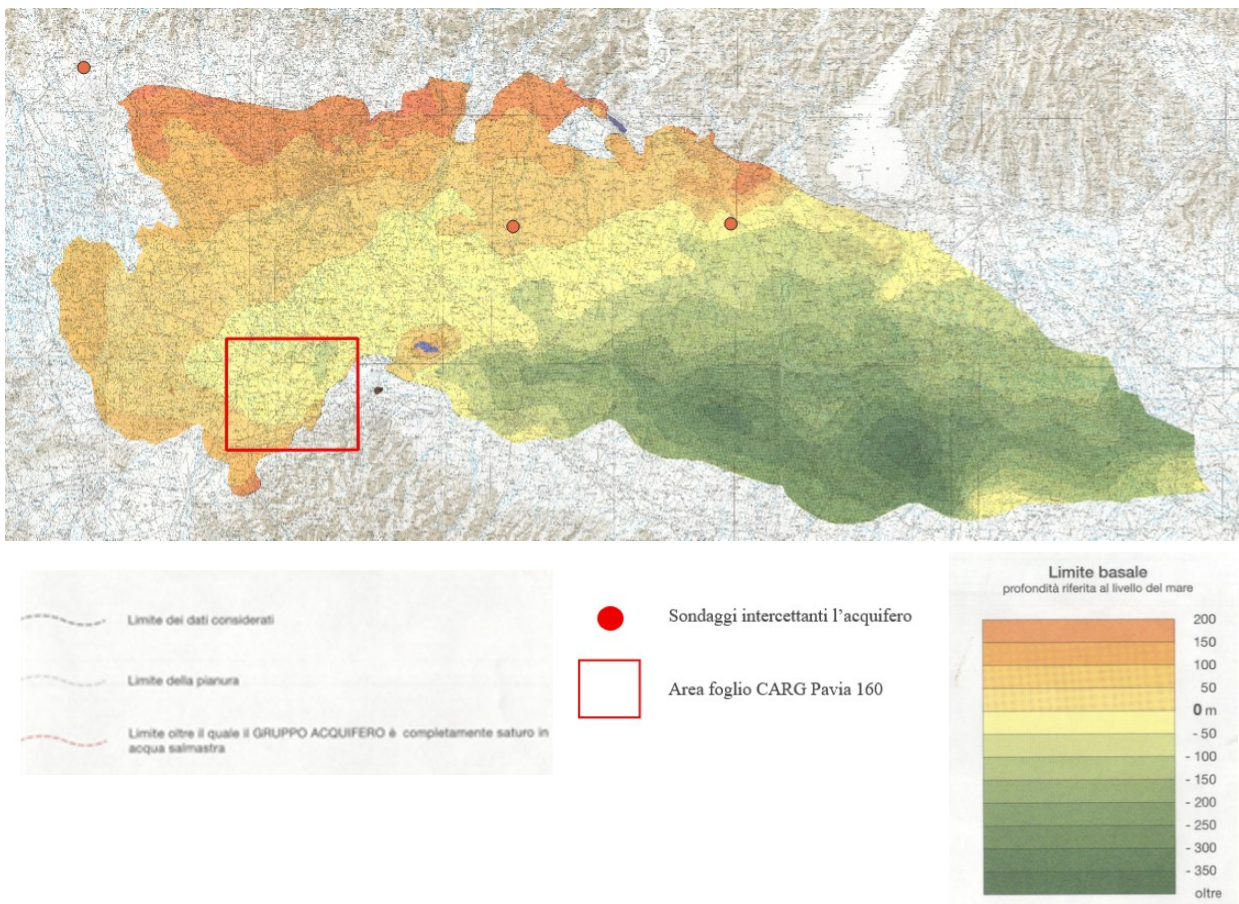 Limite dei dati considerati
Limite della pianura
Limite oltre il quale il GRUPPO ACQUIFERO è completamente saturo in
acqua salmastra
Sondaggi intercettanti l’acquifero
Area foglio CARG Pavia 160
Limite basale
profondità riferita al livello del mare
200
150
100
50
0 m
- 50
- 100
- 150
- 200
- 250
- 300
- 350
oltre